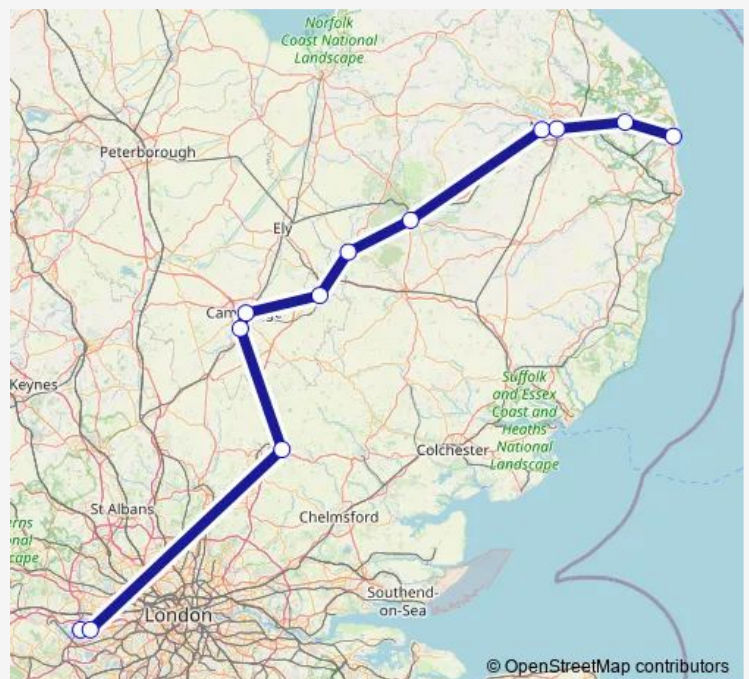 Norfolk
Coast National
Landscape
Peterborough
Ely
Keynes
Suffolk
and Essex
Coast and
Heaths
National
Landscape
Colchester
St Albans
Chelmsford
Southend-
on-Sea
London
© OpenStreetMap contributors